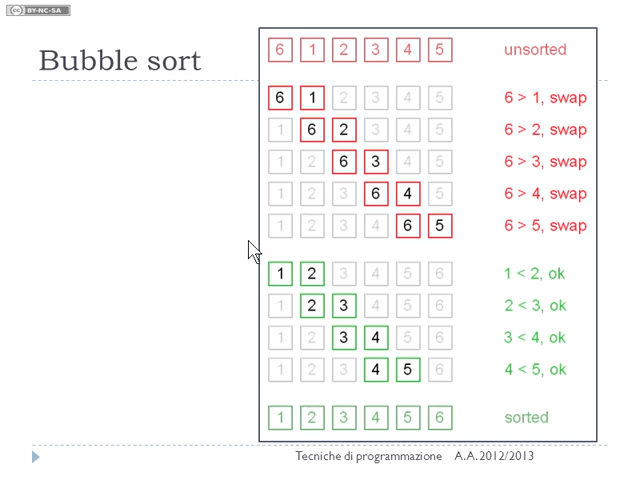 cc BY-NC-SA
Bubble sort
6 1 2 3 4 5 unsorted
6 1 2 3 4 5 6 > 1, swap
1 6 2 3 4 5 6 > 2, swap
1 2 6 3 4 5 6 > 3, swap
1 2 3 6 4 5 6 > 4, swap
1 2 3 4 6 5 6 > 5, swap
1 2 3 4 5 6 1 < 2, ok
1 2 3 4 5 6 2 < 3, ok
1 2 3 4 5 6 3 < 4, ok
1 2 3 4 5 6 4 < 5, ok
1 2 3 4 5 6 sorted
Tecniche di programmazione A.A. 2012/2013